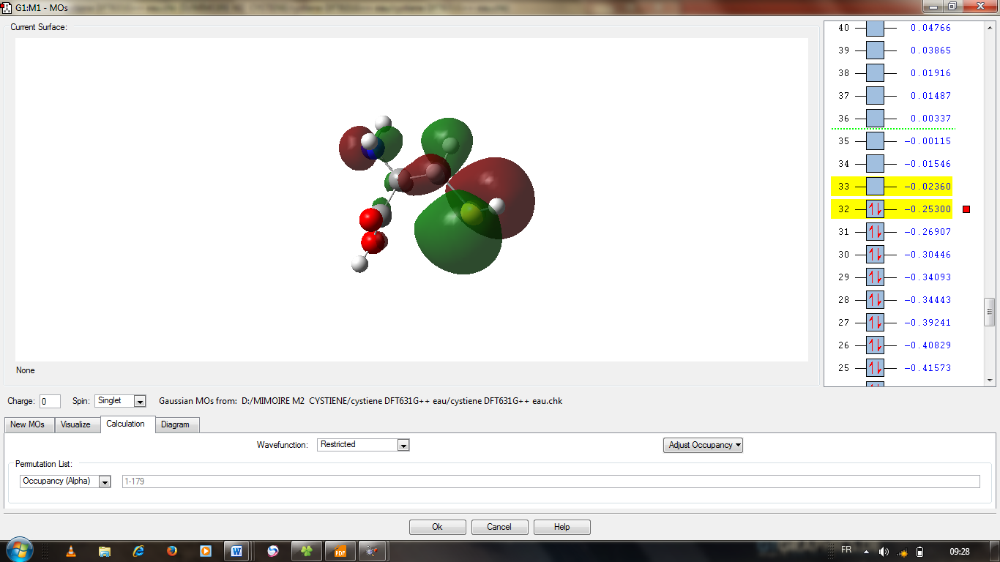 G1:M1 - MOs
Current Surface:
40 0.04766
39 0.03865
38 0.01916
37 0.01487
36 0.00337
35 -0.00115
34 -0.01546
33 -0.02360
32 -0.25300
31 -0.26907
30 -0.30446
29 -0.34093
28 -0.34443
27 -0.39241
26 -0.40829
25 -0.41573
None
Charge: 0 Spin: Singlet Gaussian MOs from: D:/MIMOIRE M2 CYSTIENE/cystiene DFT631G++ eau/cystiene DFT631G++ eau.chk
New MOs Visualize Calculation Diagram
Wavefunction: Restricted Adjust Occupancy
Permutation List:
Occupancy (Alpha) 1-179
Ok Cancel Help
W PDF FR 09:28